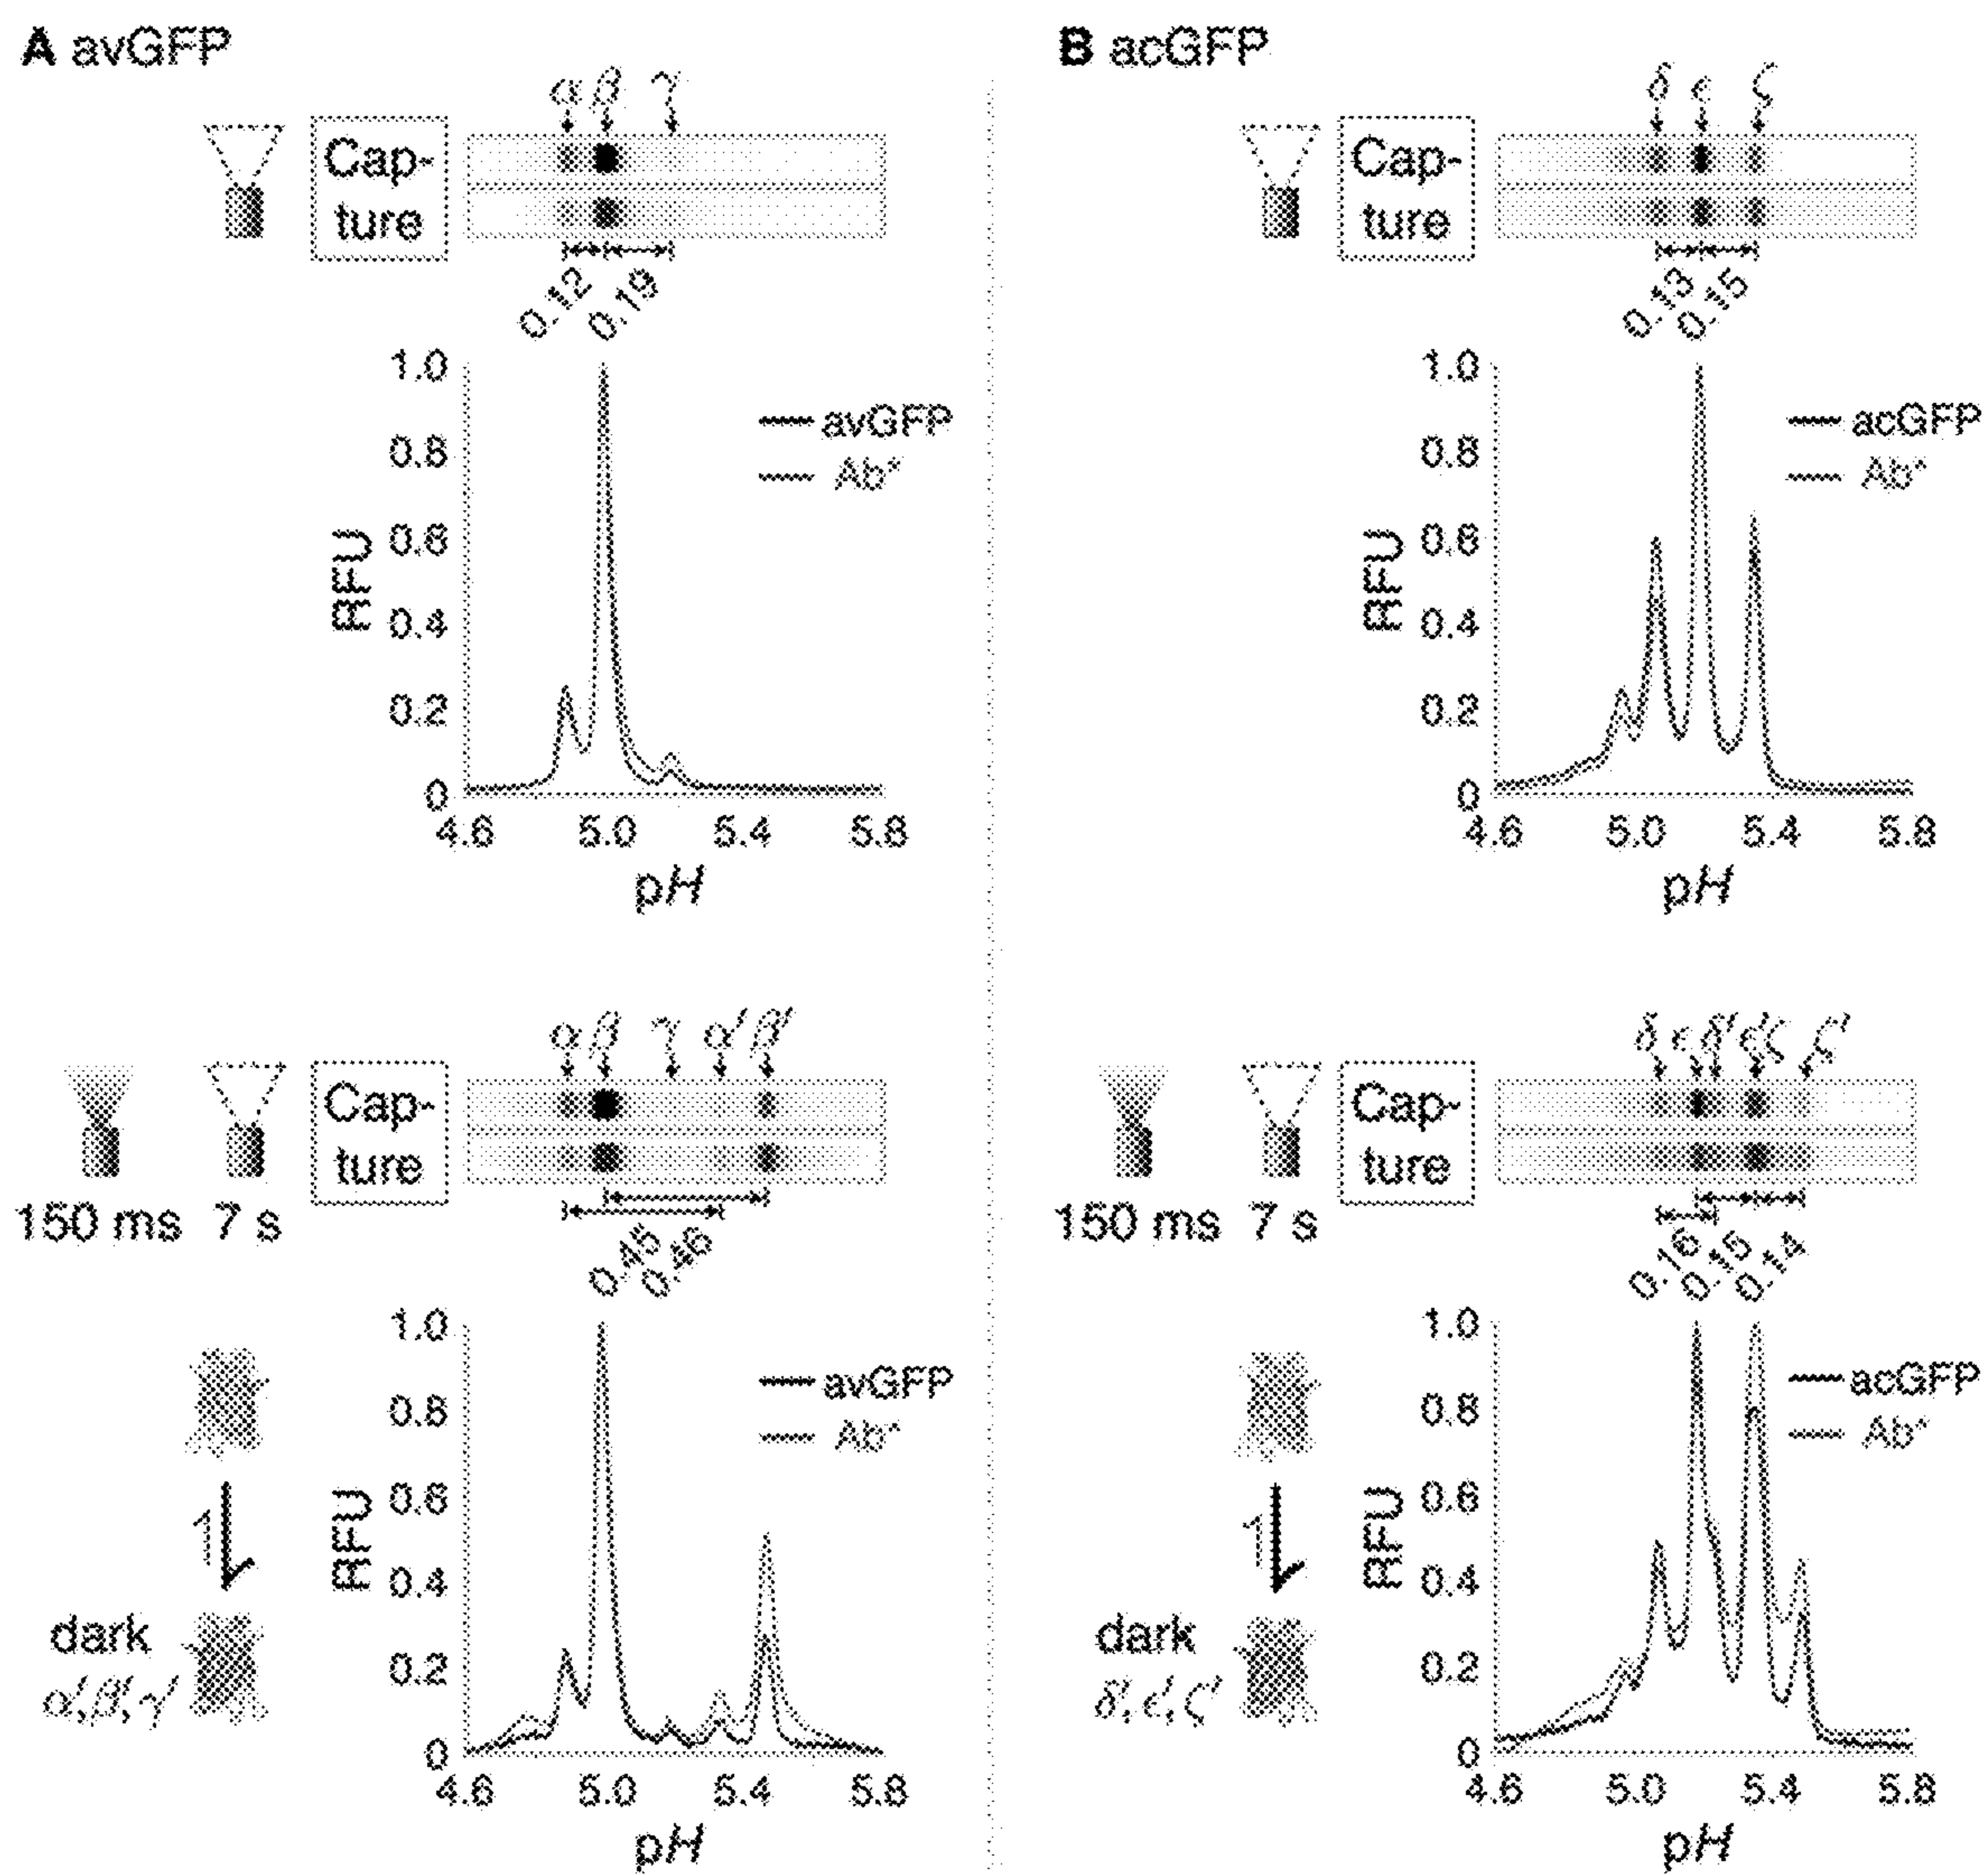 A avGFP
α β γ
Cap-
ture
0.12 0.19
1.0
0.8
0.6
0.4
0.2
0
RFU
avGFP
Ab*
4.6 5.0 5.4 5.8
pH
α β γ α′ β′
Cap-
ture
150 ms 7 s
0.45 0.46
1.0
0.8
0.6
0.4
0.2
0
RFU
avGFP
Ab*
dark
α′,β′,γ′
4.6 5.0 5.4 5.8
pH
B acGFP
δ ϵ ζ
Cap-
ture
0.13 0.15
1.0
0.8
0.6
0.4
0.2
0
RFU
acGFP
Ab*
4.6 5.0 5.4 5.8
pH
δ ϵ δ′ ϵ′ ζ ζ′
Cap-
ture
150 ms 7 s
0.16 0.15 0.14
1.0
0.8
0.6
0.4
0.2
0
RFU
acGFP
Ab*
dark
δ′,ϵ′,ζ′
4.6 5.0 5.4 5.8
pH